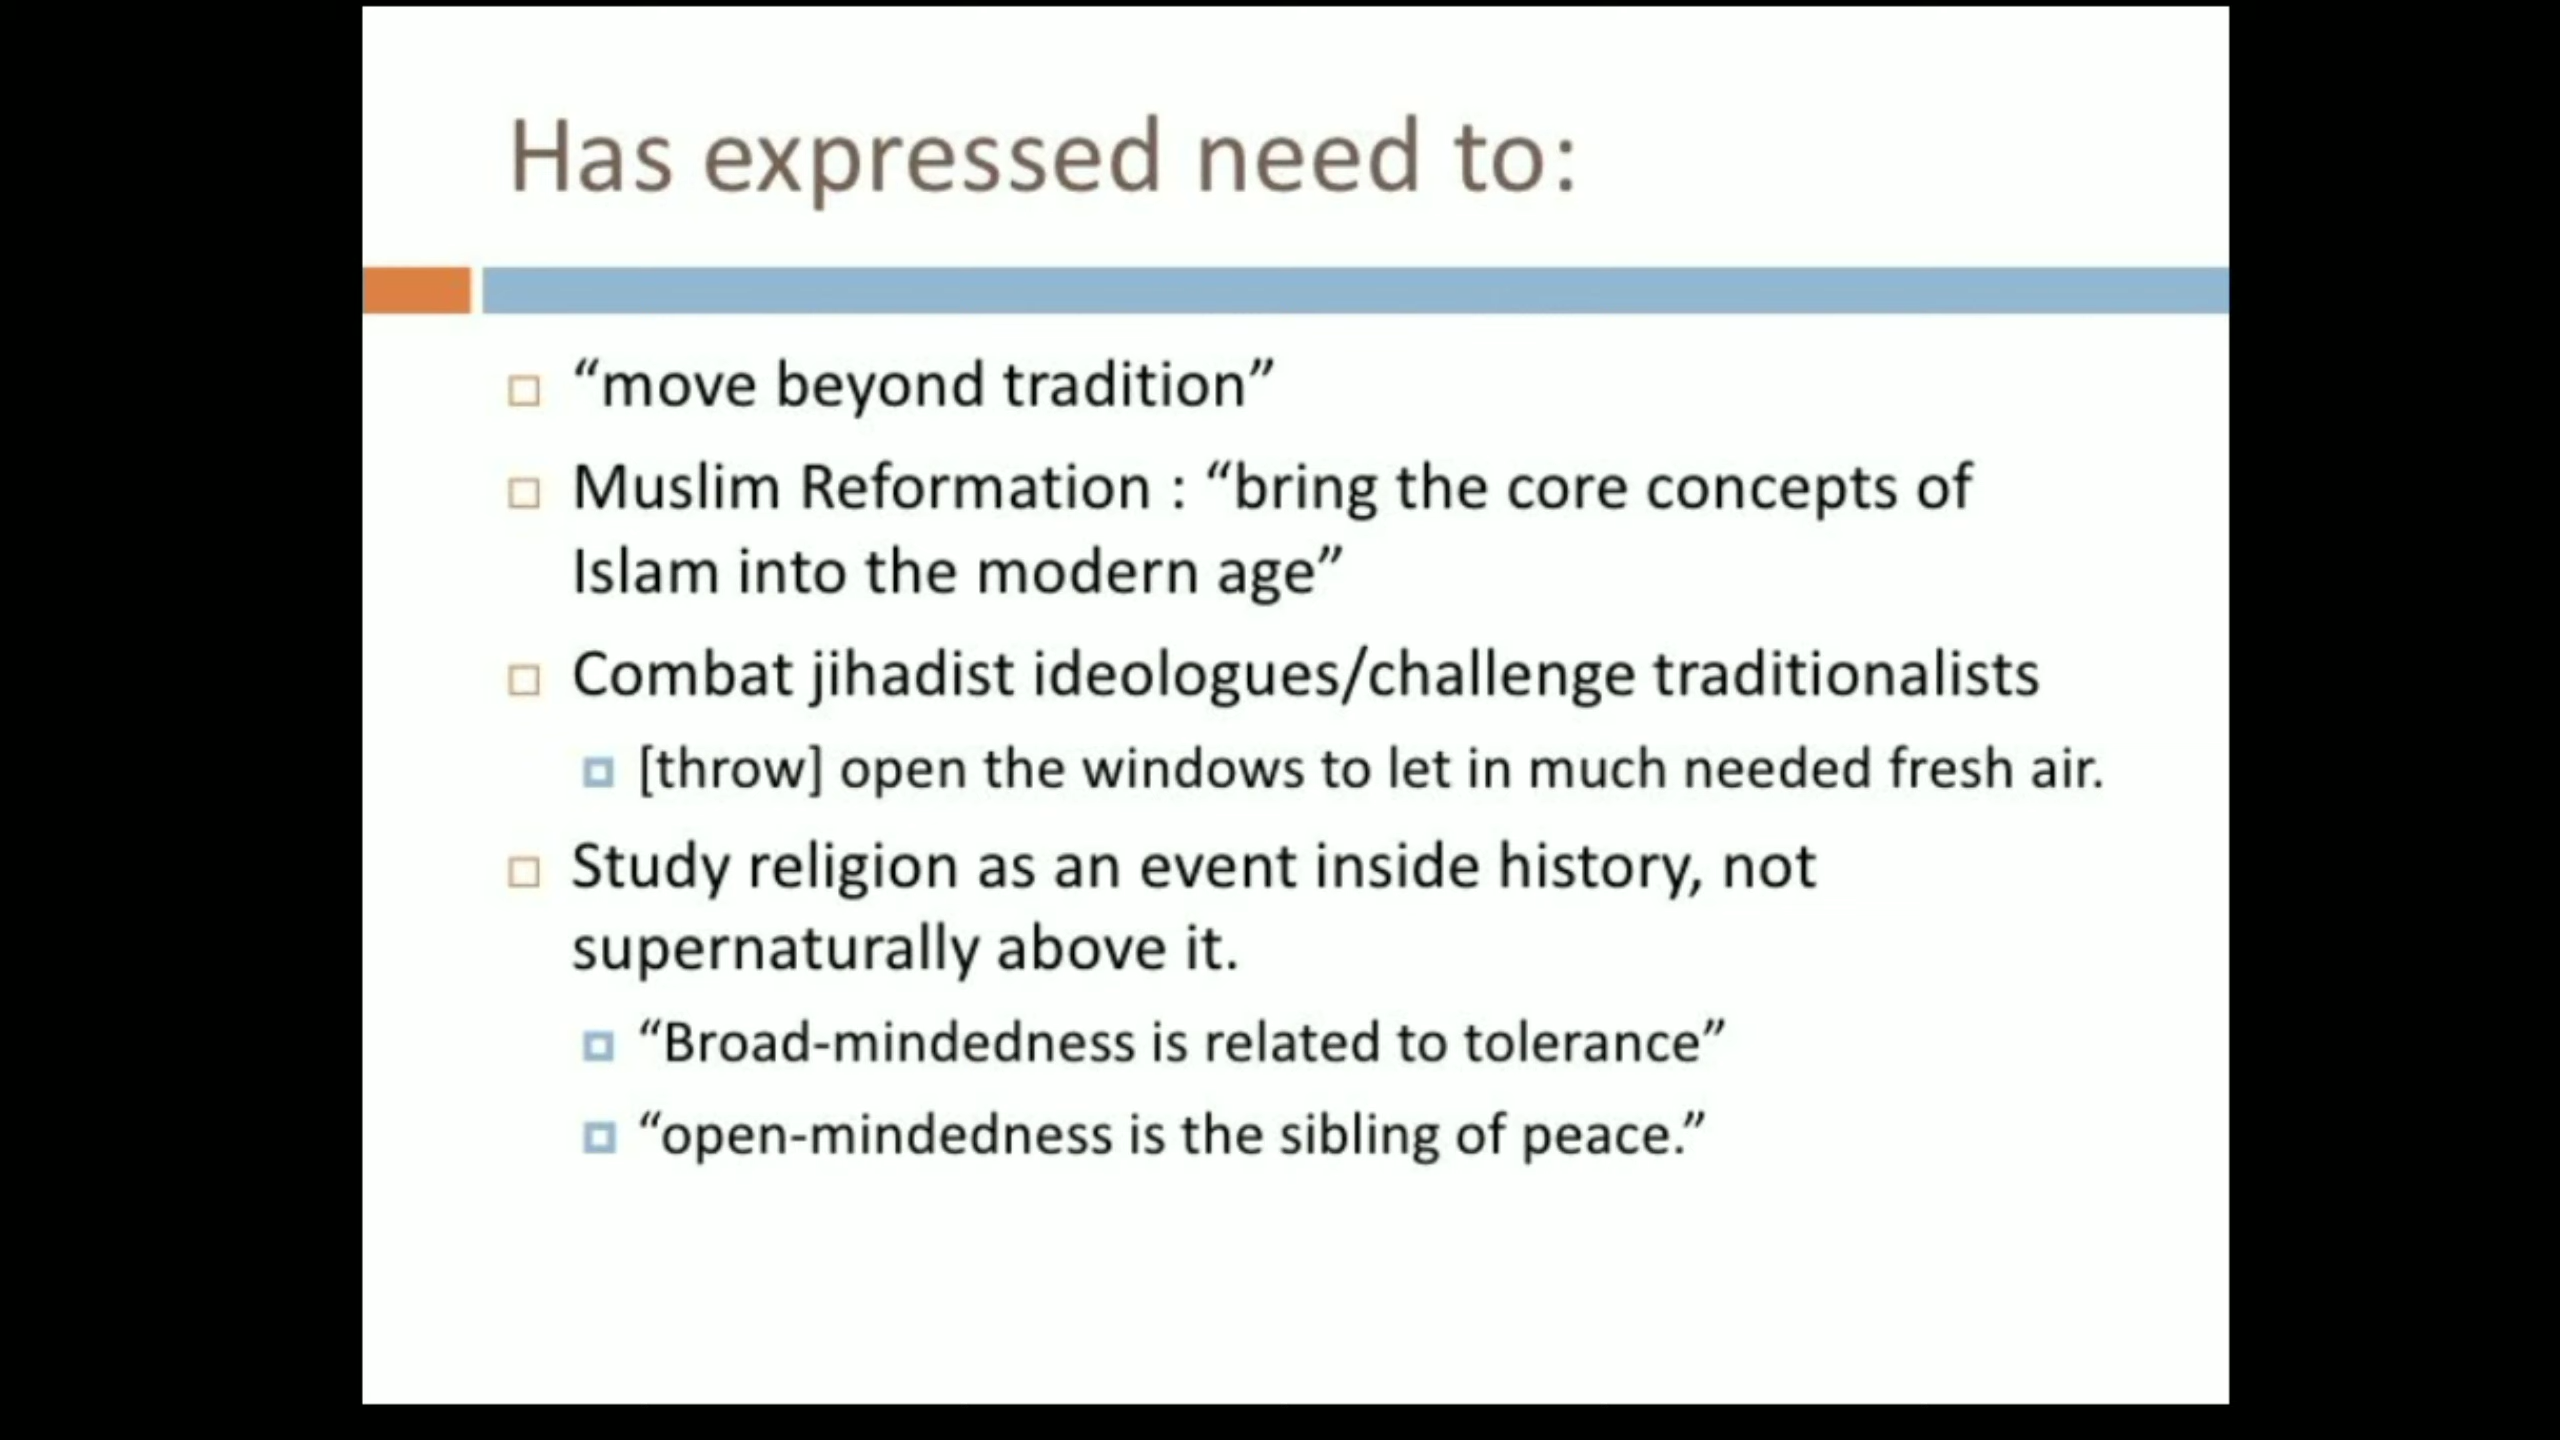 Has expressed need to:
“move beyond tradition”
Muslim Reformation : “bring the core concepts of
Islam into the modern age”
Combat jihadist ideologues/challenge traditionalists
[throw] open the windows to let in much needed fresh air.
Study religion as an event inside history, not
supernaturally above it.
“Broad-mindedness is related to tolerance”
“open-mindedness is the sibling of peace.”